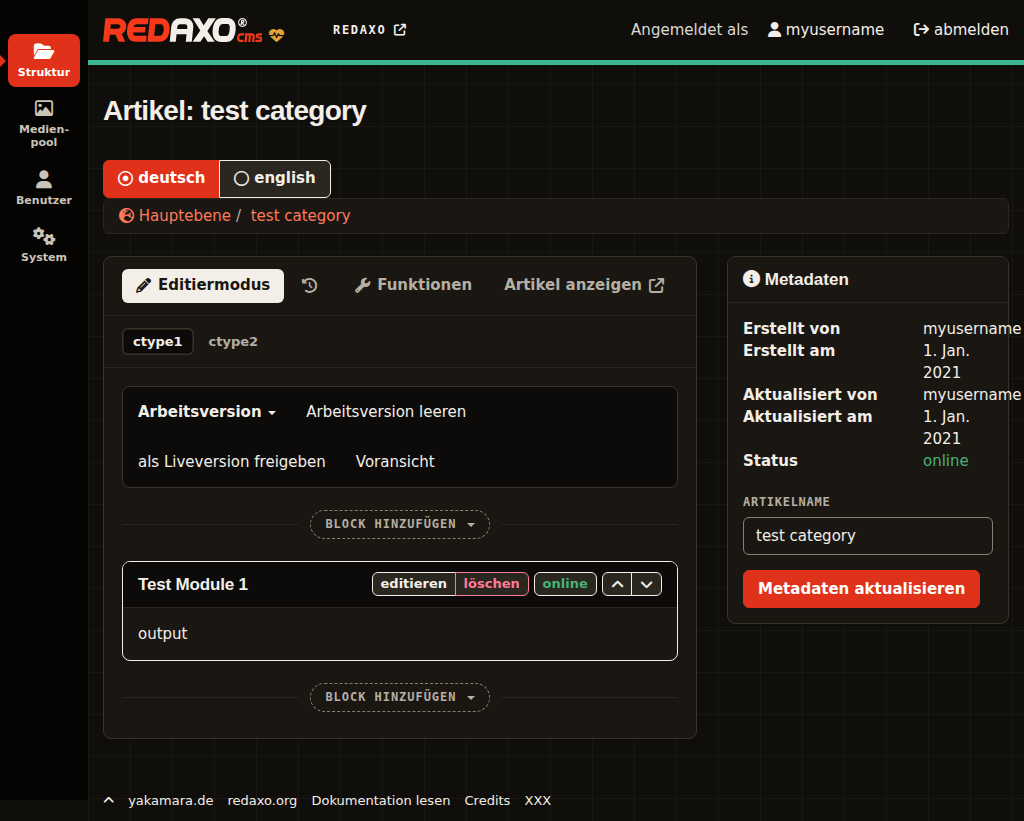 REDAXO® cms
REDAXO
Angemeldet als myusername abmelden
Struktur
Medien-
pool
Benutzer
System
Artikel: test category
deutsch english
Hauptebene / test category
Editiermodus Funktionen Artikel anzeigen
ctype1 ctype2
Arbeitsversion Arbeitsversion leeren
als Liveversion freigeben Voransicht
BLOCK HINZUFÜGEN
Test Module 1 editieren löschen online
output
BLOCK HINZUFÜGEN
Metadaten
Erstellt von myusername
Erstellt am 1. Jan.
2021
Aktualisiert von myusername
Aktualisiert am 1. Jan.
2021
Status online
ARTIKELNAME
test category
Metadaten aktualisieren
yakamara.de redaxo.org Dokumentation lesen Credits XXX